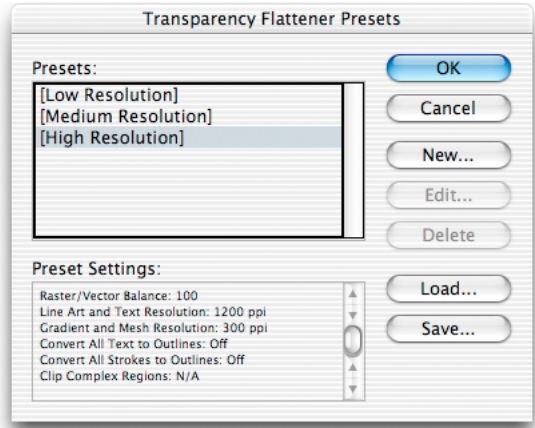 Transparency Flattener Presets
Presets:
[Low Resolution]
[Medium Resolution]
[High Resolution]
OK
Cancel
New...
Edit...
Delete
Preset Settings:
Raster/Vector Balance: 100
Line Art and Text Resolution: 1200 ppi
Gradient and Mesh Resolution: 300 ppi
Convert All Text to Outlines: Off
Convert All Strokes to Outlines: Off
Clip Complex Regions: N/A
Load...
Save...